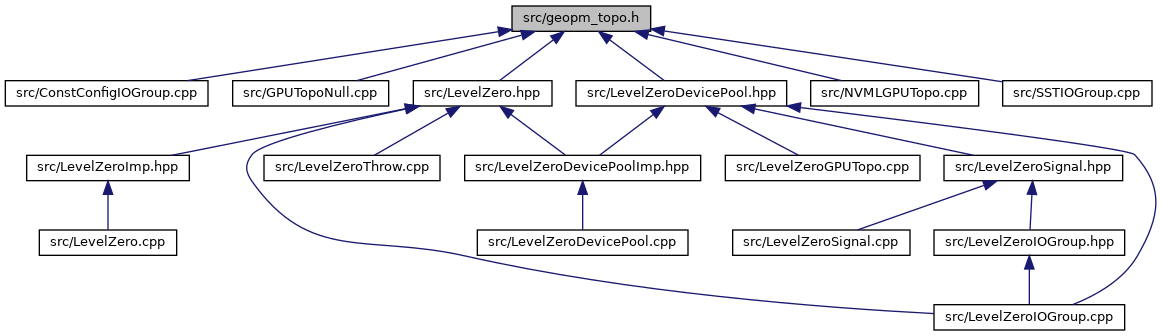 src/geopm_topo.h
src/ConstConfigIOGroup.cpp
src/GPUTopoNull.cpp
src/LevelZero.hpp
src/LevelZeroDevicePool.hpp
src/NVMLGPUTopo.cpp
src/SSTIOGroup.cpp
src/LevelZeroImp.hpp
src/LevelZeroThrow.cpp
src/LevelZeroDevicePoolImp.hpp
src/LevelZeroGPUTopo.cpp
src/LevelZeroSignal.hpp
src/LevelZero.cpp
src/LevelZeroDevicePool.cpp
src/LevelZeroSignal.cpp
src/LevelZeroIOGroup.hpp
src/LevelZeroIOGroup.cpp